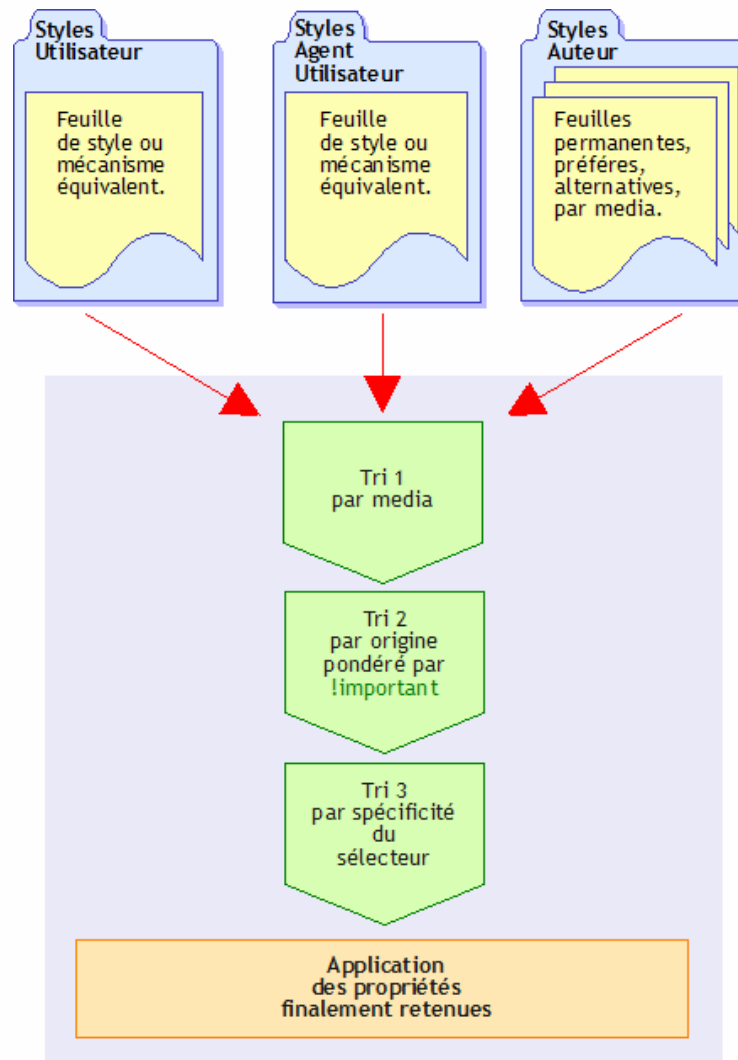 Styles
Utilisateur
Feuille
de style ou
mécanisme
équivalent.
Styles
Agent
Utilisateur
Feuille
de style ou
mécanisme
équivalent.
Styles
Auteur
Feuilles
permanentes,
préféres,
alternatives,
par media.
Tri 1
par media
Tri 2
par origine
pondéré par
!important
Tri 3
par spécificité
du
sélecteur
Application
des propriétés
finalement retenues